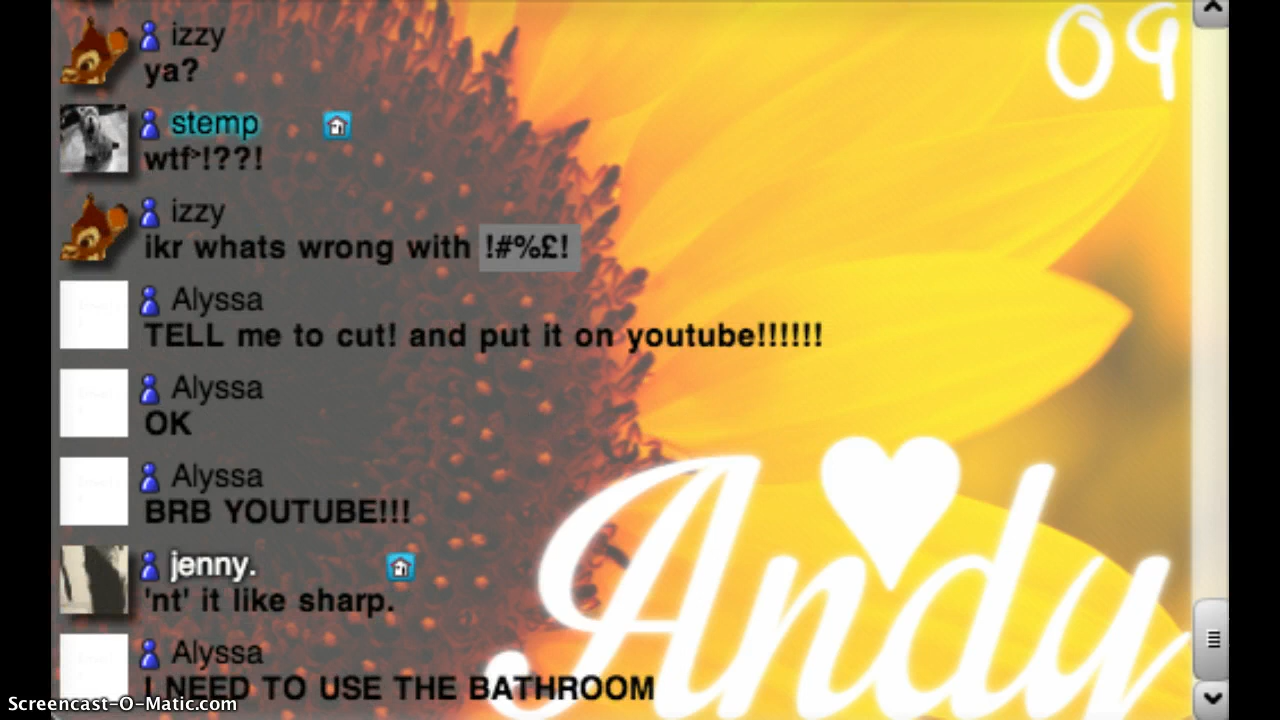 09
izzy
ya?
stemp
wtf>!??!
izzy
ikr whats wrong with !#%£!
Alyssa
TELL me to cut! and put it on youtube!!!!!!
Alyssa
OK
Alyssa
BRB YOUTUBE!!!
jenny.
'nt' it like sharp.
Alyssa
I NEED TO USE THE BATHROOM
Andy
Screencast-O-Matic.com